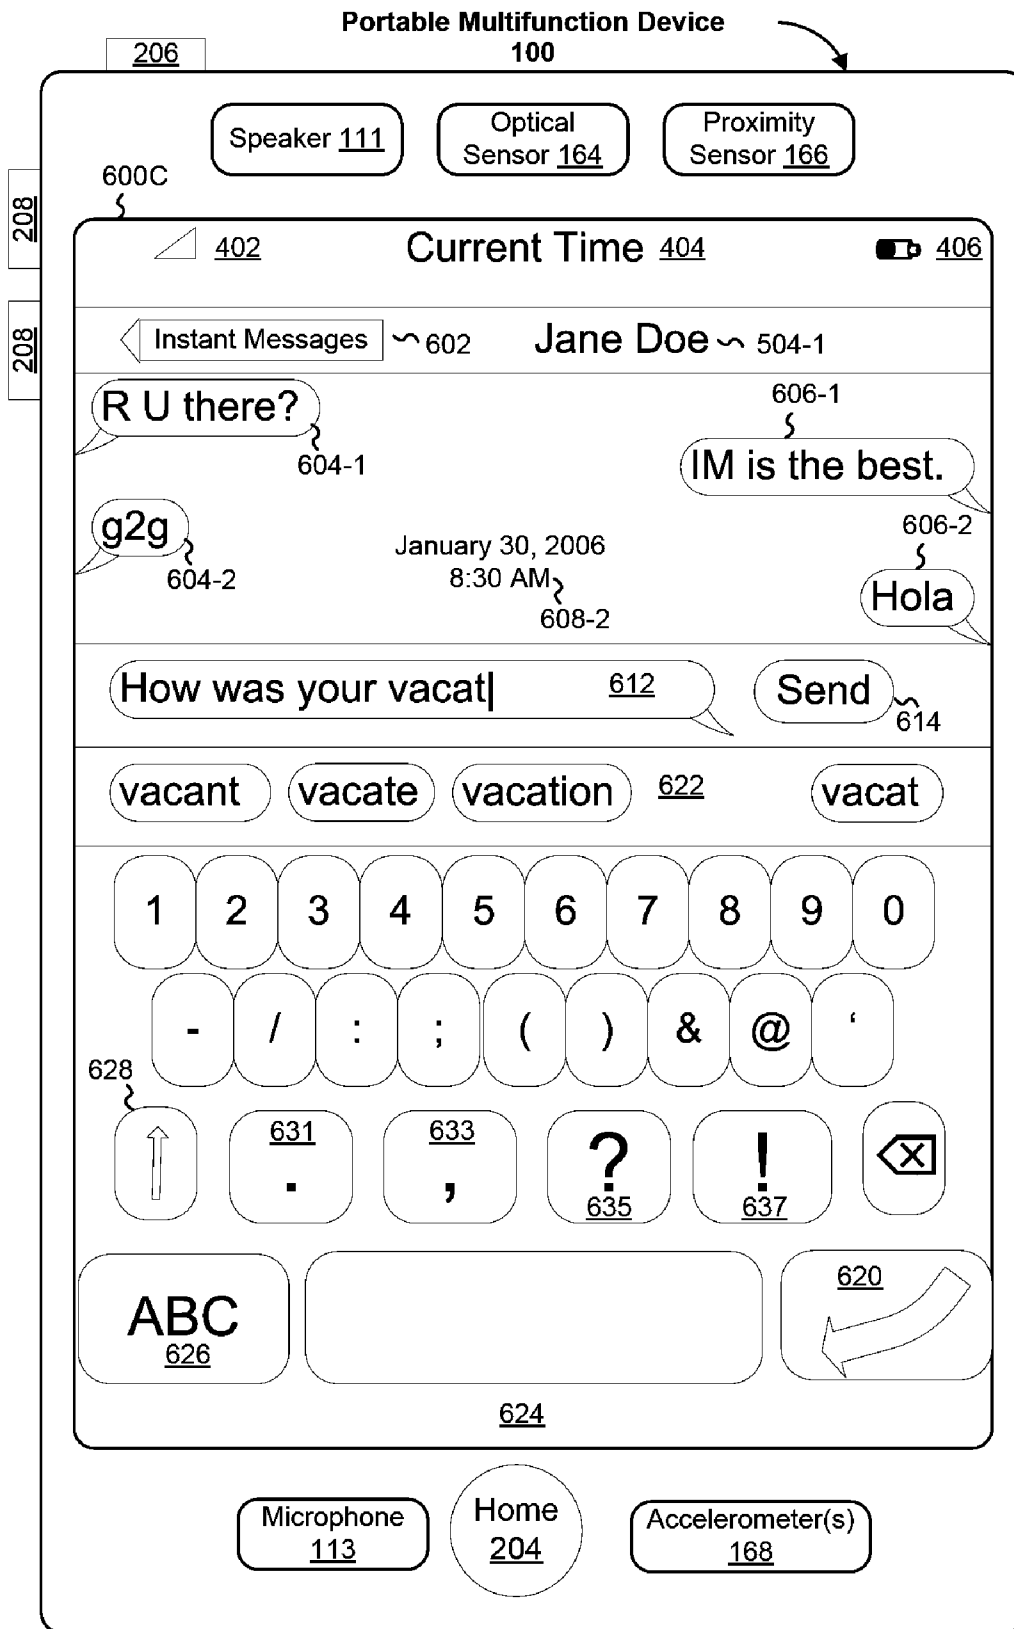 Portable Multifunction Device
100
206
Speaker 111
Optical
Sensor 164
Proximity
Sensor 166
600C
208
208
402
Current Time 404
406
Instant Messages
602
Jane Doe
504-1
R U there?
604-1
606-1
IM is the best.
g2g
604-2
January 30, 2006
8:30 AM
608-2
606-2
Hola
How was your vacat
612
Send
614
vacant
vacate
vacation
622
vacat
1 2 3 4 5 6 7 8 9 0
- / : ; ( ) & @ ‘
628
631
.
633
,
?
635
!
637
ABC
626
620
624
Microphone
113
Home
204
Accelerometer(s)
168